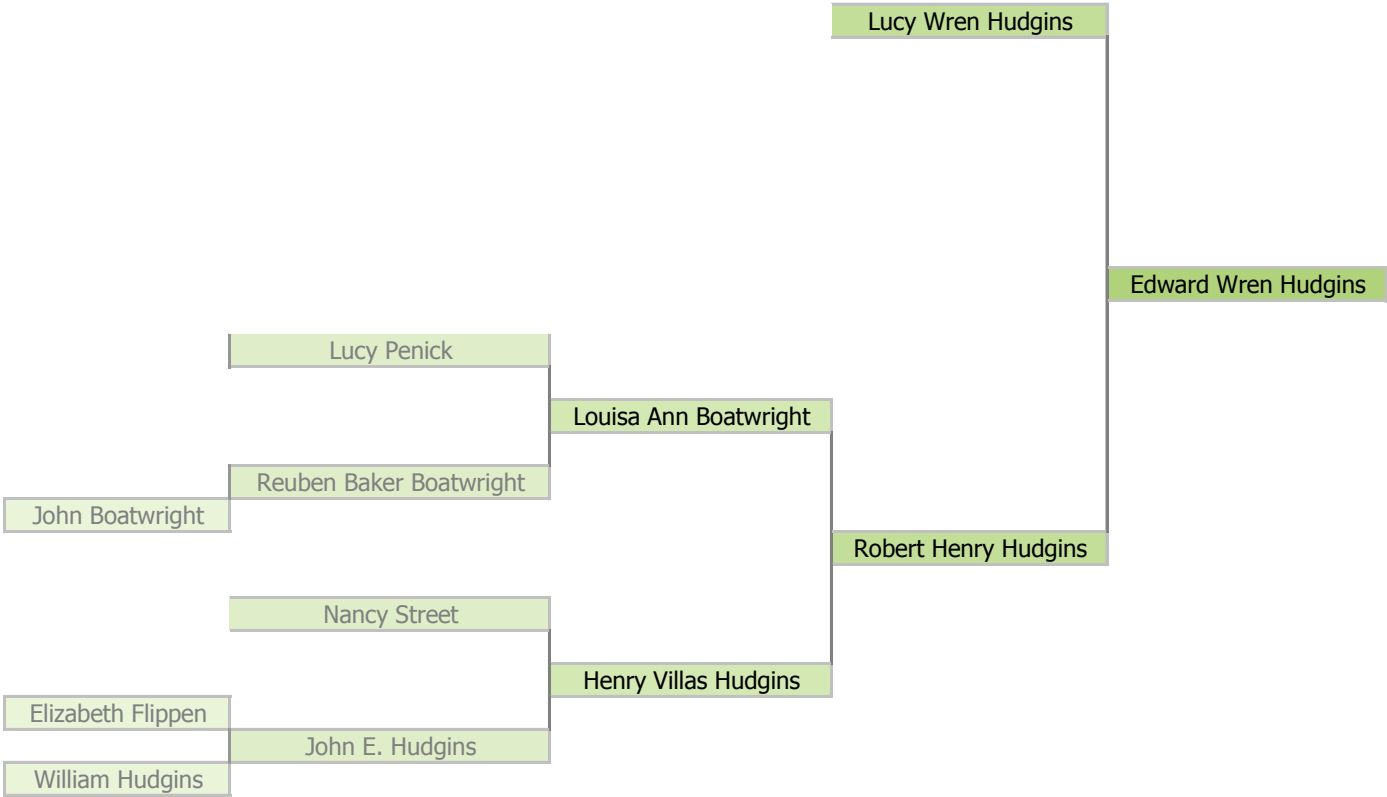 Lucy Wren Hudgins
Edward Wren Hudgins
Lucy Penick
Louisa Ann Boatwright
Reuben Baker Boatwright
John Boatwright
Robert Henry Hudgins
Nancy Street
Henry Villas Hudgins
Elizabeth Flippen
John E. Hudgins
William Hudgins